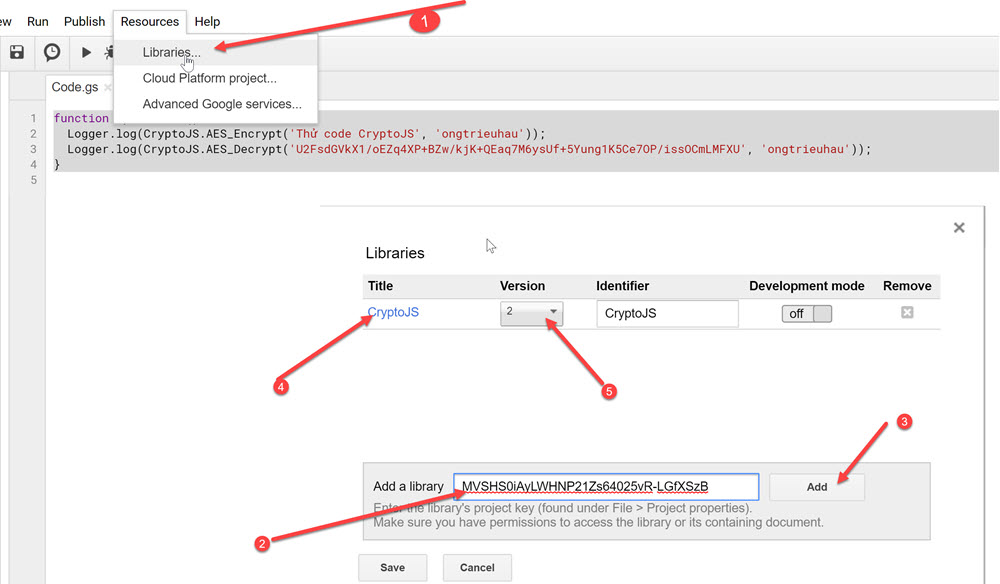 ew Run Publish Resources Help
1
Libraries...
Cloud Platform project...
Advanced Google services...
Code.gs ×
1 function
2 Logger.log(CryptoJS.AES_Encrypt('Thử code CryptoJS', 'ongtrieuhau'));
3 Logger.log(CryptoJS.AES_Decrypt('U2FsdGVkX1/oEZq4XP+BZw/kjK+QEaq7M6ysUf+5Yung1K5Ce7OP/issOCmLMFXU', 'ongtrieuhau'));
4 }
5
Libraries
Title Version Identifier Development mode Remove
CryptoJS 2 CryptoJS off
4
5
3
Add a library MVSHS0iAyLWHNP21Zs64025vR-LGfXSzB Add
Enter the library's project key (found under File > Project properties).
Make sure you have permissions to access the library or its containing document.
2
Save Cancel